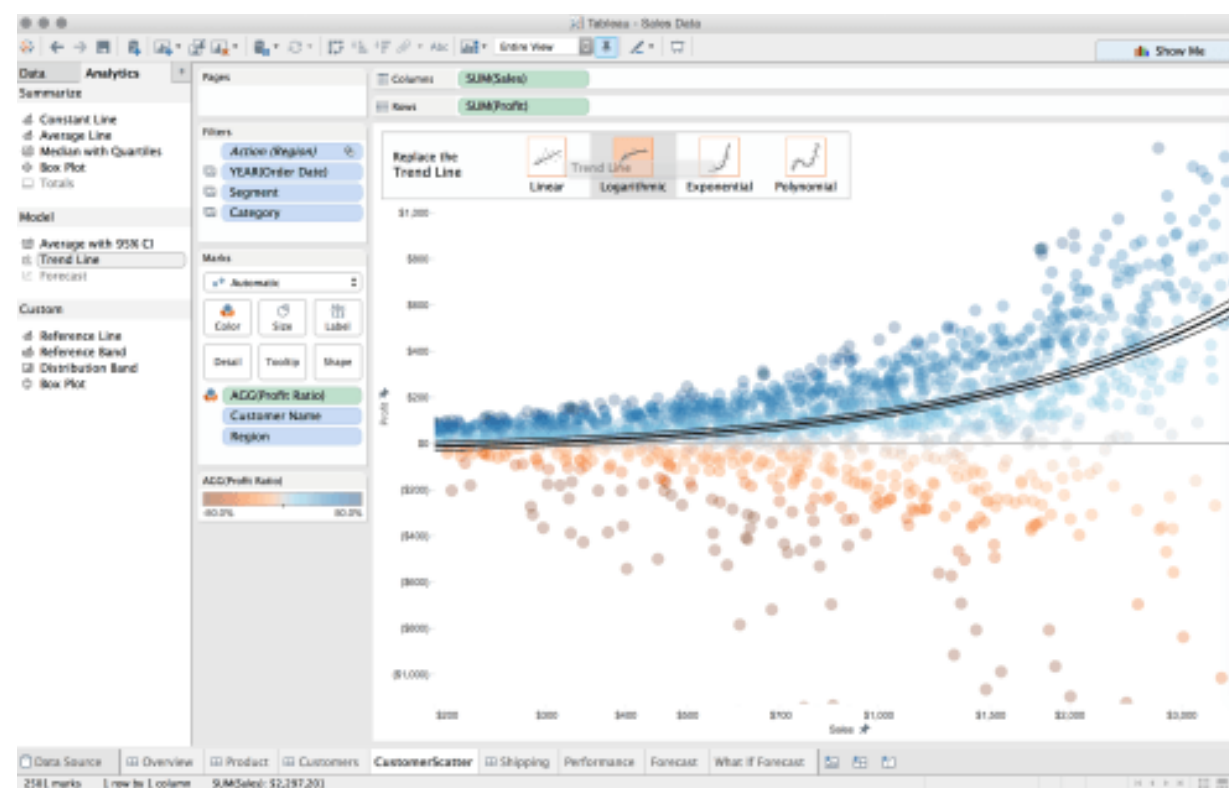 Tableau - Sales Data
Abc
Entire View
Show Me
Data
Analytics
Summarize
Constant Line
Average Line
Median with Quartiles
Box Plot
Totals
Model
Average with 95% CI
Trend Line
Forecast
Custom
Reference Line
Reference Band
Distribution Band
Box Plot
Pages
Filters
Action (Region)
YEAR(Order Date)
Segment
Category
Marks
Automatic
Color
Size
Label
Detail
Tooltip
Shape
AGG(Profit Ratio)
Customer Name
Region
AGG(Profit Ratio)
80.0%
Columns
SUM(Sales)
Rows
SUM(Profit)
Replace the
Trend Line
Trend Line
Linear
Logarithmic
Exponential
Polynomial
$1,000
$800
$600
$400
$200
$0
($200)
($400)
($600)
($800)
($1,000)
Profit
$200
$300
$400
$500
$700
$1,000
$1,500
$2,000
$3,000
Sales
Data Source
Overview
Product
Customers
CustomerScatter
Shipping
Performance
Forecast
What If Forecast
2581 marks
1 row by 1 column
SUM(Sales): $2,297,201